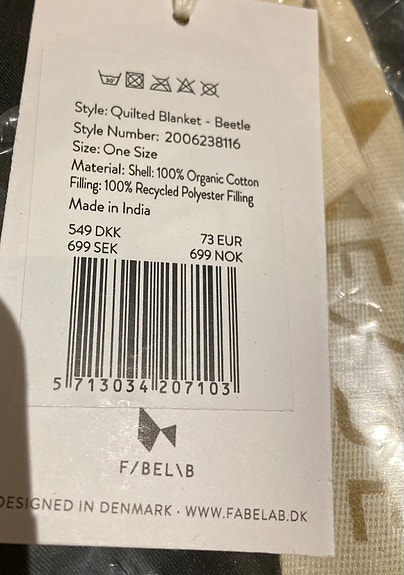 Style: Quilted Blanket - Beetle
Style Number: 2006238116
Size: One Size
Material: Shell: 100% Organic Cotton
Filling: 100% Recycled Polyester Filling
Made in India
549 DKK 73 EUR
699 SEK 699 NOK
5 713034 207103
F/BEL\B
DESIGNED IN DENMARK · WWW.FABELAB.DK